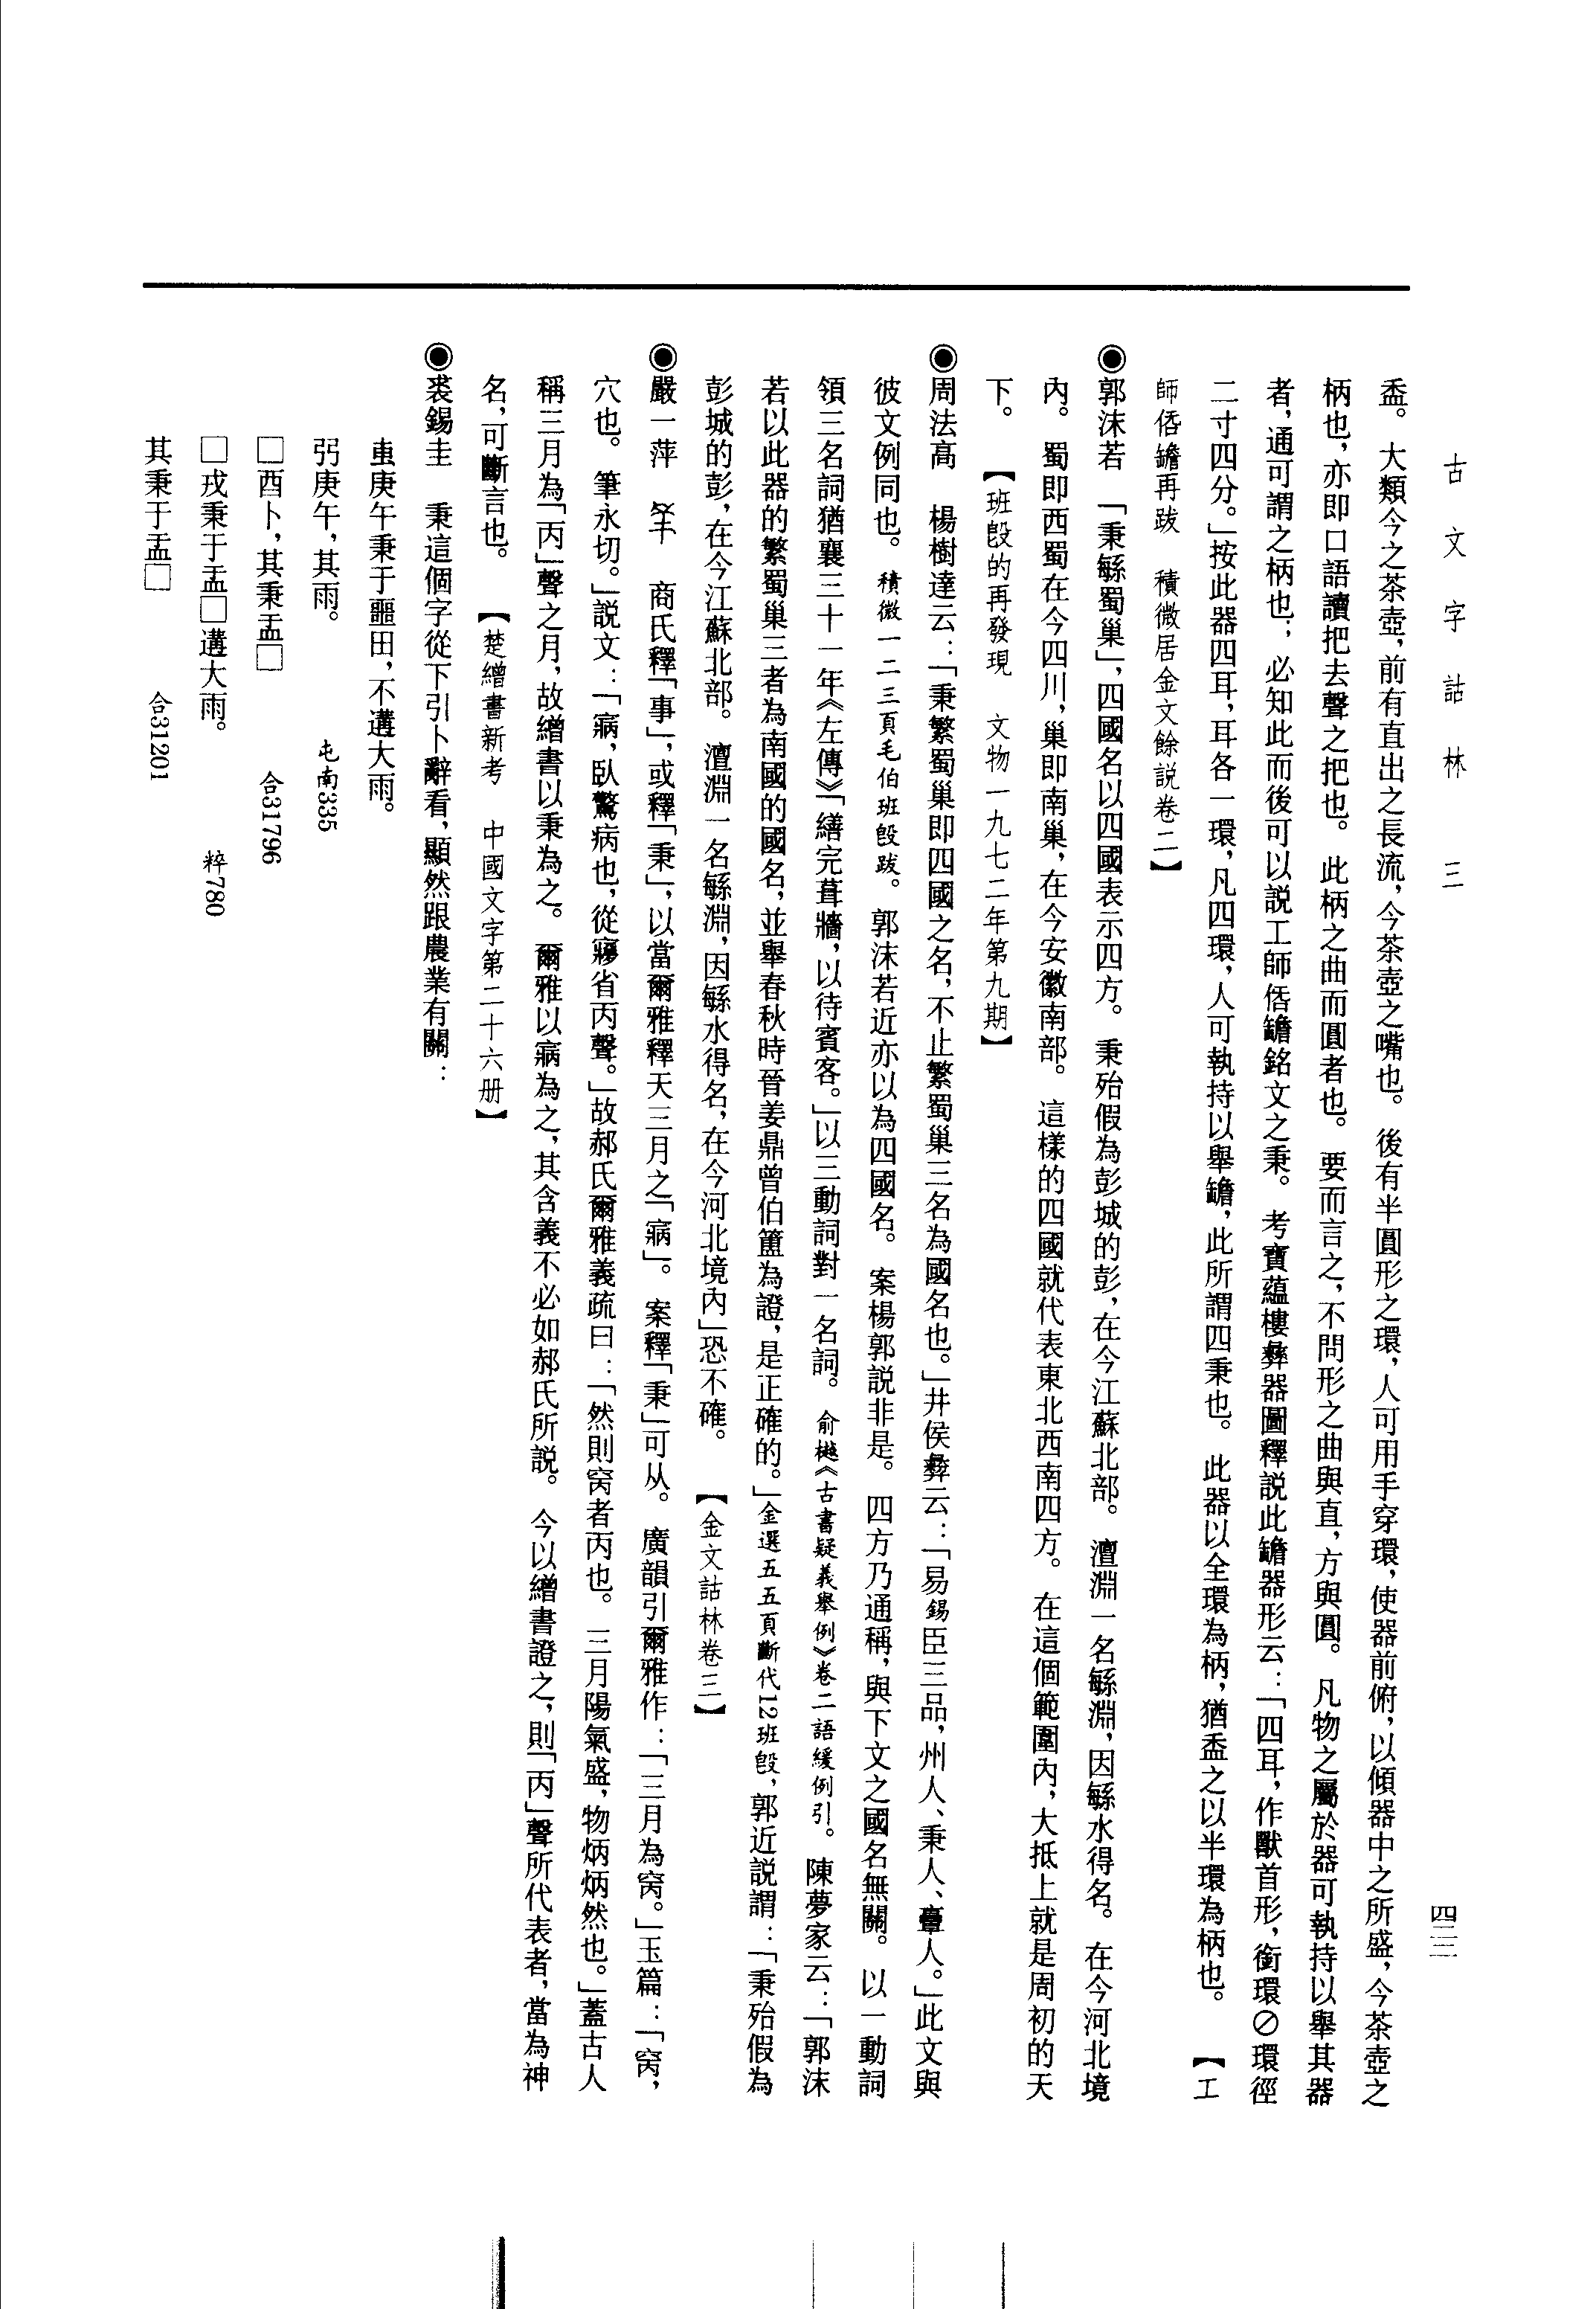 古文字詁林 三
四三二
盉。大類今之茶壺，前有直出之長流，今茶壺之嘴也。後有半圓形之環，人可用手穿環，使器前俯，以傾器中之所盛，今茶壺之
柄也，亦即口語讀把去聲之把也。此柄之曲而圓者也。要而言之，不問形之曲與直，方與圓。凡物之屬於器可執持以舉其器
者，通可謂之柄也；必知此而後可以説工師俈䥝銘文之秉。考寶蘊樓彝器圖釋説此䥝器形云：「四耳，作獸首形，銜環∅環徑
二寸四分。」按此器四耳，耳各一環，凡四環，人可執持以舉䥝，此所謂四秉也。此器以全環為柄，猶盉之以半環為柄也。【工
師俈䥝再跋 積微居金文餘説卷二】
◉郭沫若 「秉緐蜀巢」，四國名以四國表示四方。秉殆假為彭城的彭，在今江蘇北部。澶淵一名緐淵，因緐水得名。在今河北境
內。蜀即西蜀在今四川，巢即南巢，在今安徽南部。這樣的四國就代表東北西南四方。在這個範圍內，大抵上就是周初的天
下。【班𣪘的再發現 文物一九七二年第九期】
◉周法高 楊樹達云：「秉繁蜀巢即四國之名，不止繁蜀巢三名為國名也。」井侯彝云：「易錫臣三品，州人、秉人、𩫖人。」此文與
彼文例同也。積微一二三頁毛伯班𣪘跋。郭沫若近亦以為四國名。案楊郭説非是。四方乃通稱，與下文之國名無關。以一動詞
領三名詞猶襄三十一年《左傳》「繕完葺牆，以待賓客。」以三動詞對一名詞。俞樾《古書疑義舉例》卷二語緩例引。陳夢家云：「郭沫
若以此器的繁蜀巢三者為南國的國名，並舉春秋時晉姜鼎曾伯簠為證，是正確的。」金選五五頁斷代12班𣪘，郭近説謂：「秉殆假為
彭城的彭，在今江蘇北部。澶淵一名緐淵，因緐水得名，在今河北境內」恐不確。【金文詁林卷三】
◉嚴一萍 商氏釋「事」，或釋「秉」，以當爾雅釋天三月之「寎」。案釋「秉」可从。廣韻引爾雅作：「三月為窉。」玉篇：「窉，
穴也。筆永切。」説文：「寎，臥驚病也，從㝱省丙聲。」故郝氏爾雅義疏曰：「然則窉者丙也。三月陽氣盛，物炳炳然也。」蓋古人
稱三月為「丙」聲之月，故繒書以秉為之。爾雅以寎為之，其含義不必如郝氏所説。今以繒書證之，則「丙」聲所代表者，當為神
名，可斷言也。【楚繒書新考 中國文字第二十六册】
◉裘錫圭 秉這個字從下引卜辭看，顯然跟農業有關：
叀庚午秉于噩田，不遘大雨。
弜庚午，其雨。 屯南335
□酉卜，其秉盂□ 合31796
□戎秉于盂□遘大雨。 粹780
其秉于盂□ 合31201